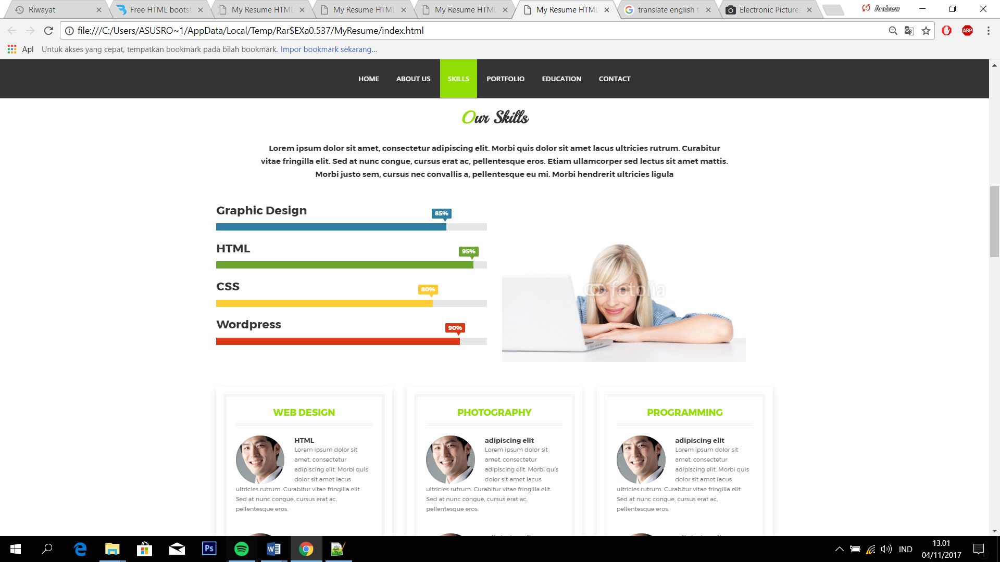 Riwayat
Free HTML bootst
My Resume HTML
My Resume HTML
My Resume HTML
My Resume HTML
translate english t
Electronic Pictures
Andrew
file:///C:/Users/ASUSRO~1/AppData/Local/Temp/Rar$EXa0.537/MyResume/index.html
ABP
Apl
Untuk akses yang cepat, tempatkan bookmark pada bilah bookmark. Impor bookmark sekarang...
HOME ABOUT US SKILLS PORTFOLIO EDUCATION CONTACT
Our Skills
Lorem ipsum dolor sit amet, consectetur adipiscing elit. Morbi quis dolor sit amet lacus ultricies rutrum. Curabitur
vitae fringilla elit. Sed at nunc congue, cursus erat ac, pellentesque eros. Etiam ullamcorper sed lectus sit amet mattis.
Morbi justo sem, cursus nec convallis a, pellentesque eu mi. Morbi hendrerit ultricies ligula
Graphic Design
85%
HTML
95%
CSS
80%
Wordpress
90%
fotolia
WEB DESIGN
HTML
Lorem ipsum dolor sit
amet, consectetur
adipiscing elit. Morbi quis
dolor sit amet lacus
ultricies rutrum. Curabitur vitae fringilla elit.
Sed at nunc congue, cursus erat ac,
pellentesque eros.
PHOTOGRAPHY
adipiscing elit
Lorem ipsum dolor sit
amet, consectetur
adipiscing elit. Morbi quis
dolor sit amet lacus
ultricies rutrum. Curabitur vitae fringilla elit.
Sed at nunc congue, cursus erat ac,
pellentesque eros.
PROGRAMMING
adipiscing elit
Lorem ipsum dolor sit
amet, consectetur
adipiscing elit. Morbi quis
dolor sit amet lacus
ultricies rutrum. Curabitur vitae fringilla elit.
Sed at nunc congue, cursus erat ac,
pellentesque eros.
Ps
IND
13.01
04/11/2017